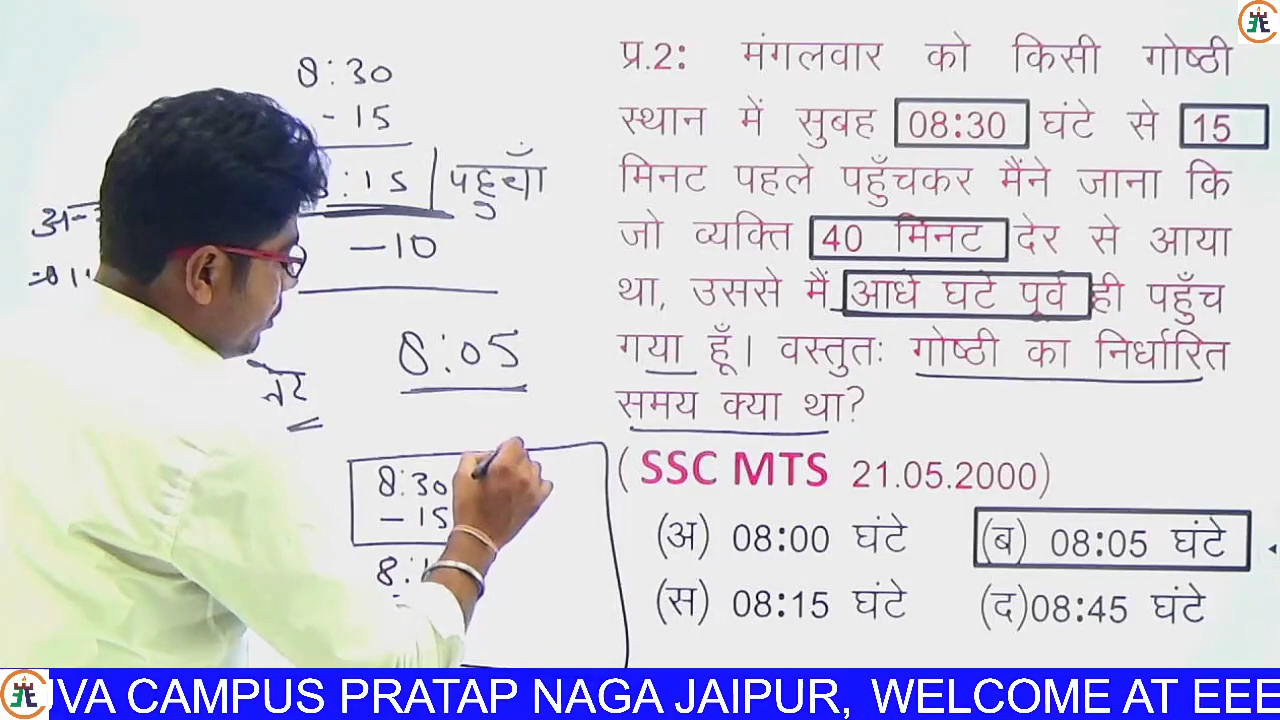 8:30
- 15
:15 पहुचाँ
- 10
8:05
8:30
- 15
प्र.2: मंगलवार को किसी गोष्ठी
स्थान में सुबह 08:30 घंटे से 15
मिनट पहले पहुँचकर मैंने जाना कि
जो व्यक्ति 40 मिनट देर से आया
था, उससे मैं आधे घंटे पूर्व ही पहुँच
गया हूँ। वस्तुतः गोष्ठी का निर्धारित
समय क्या था?
(SSC MTS 21.05.2000)
(अ) 08:00 घंटे (ब) 08:05 घंटे
(स) 08:15 घंटे (द)08:45 घंटे
VA CAMPUS PRATAP NAGA JAIPUR, WELCOME AT EEE